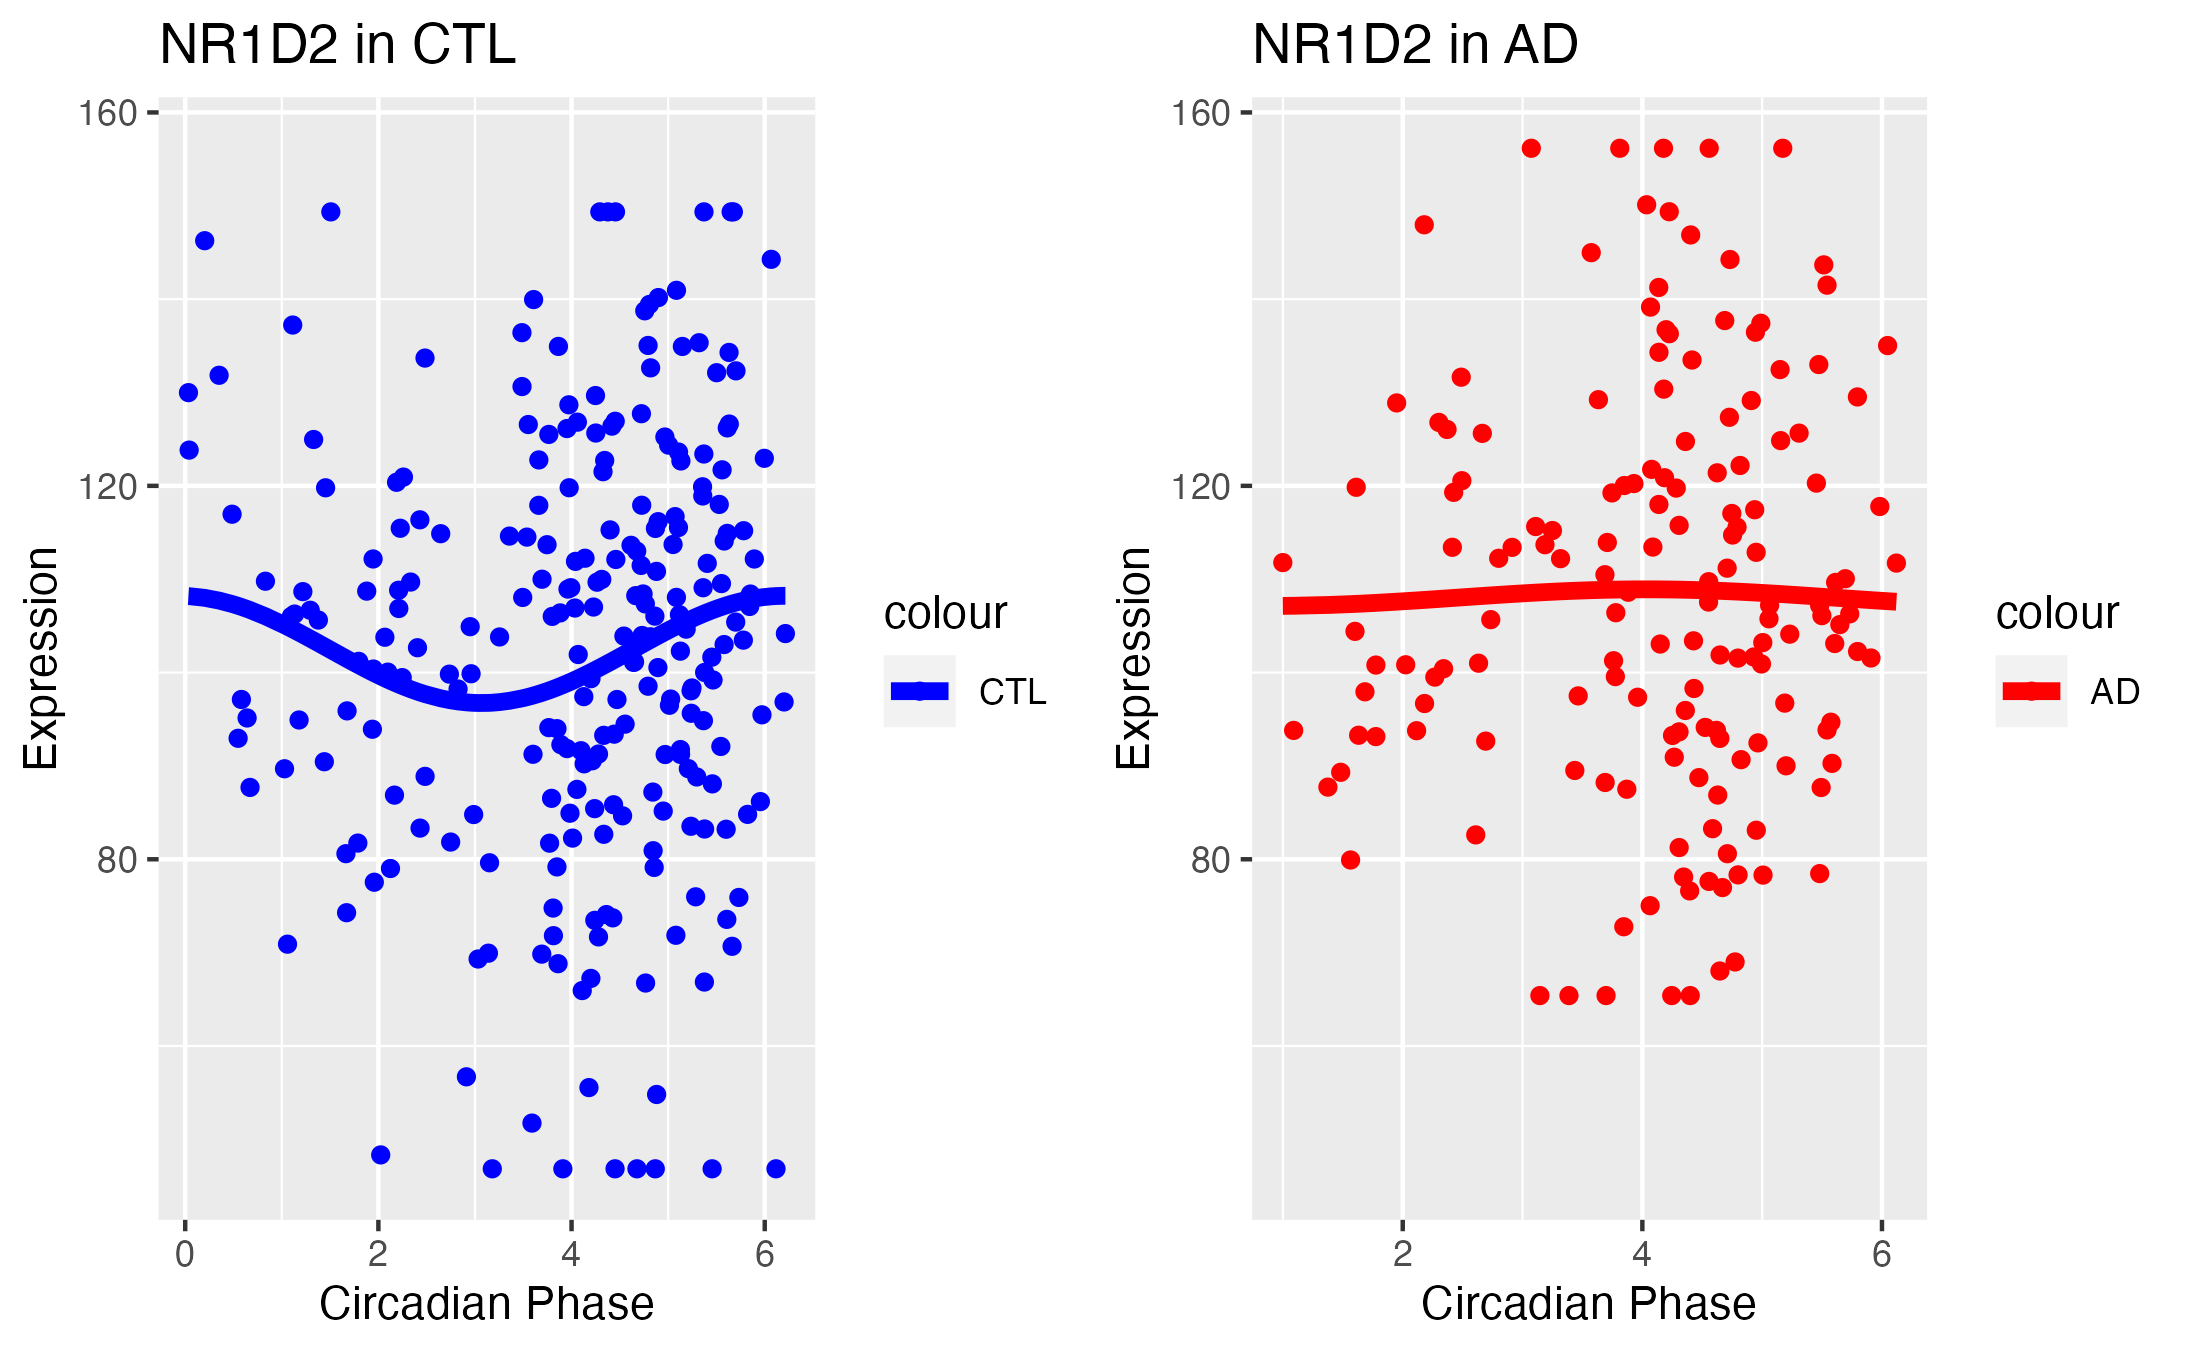 NR1D2 in CTL
160
120
80
Expression
0 2 4 6
Circadian Phase
colour
CTL
NR1D2 in AD
160
120
80
Expression
2 4 6
Circadian Phase
colour
AD